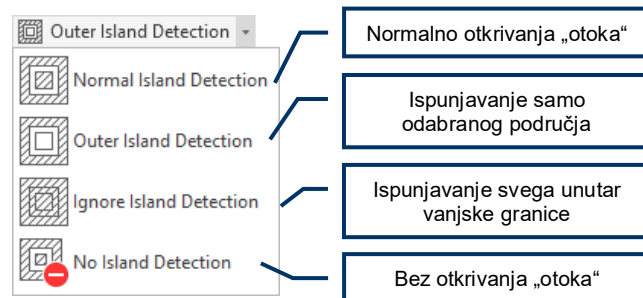 Outer Island Detection
Normal Island Detection
Outer Island Detection
Ignore Island Detection
No Island Detection
Normalno otkrivanja „otoka“
Ispunjavanje samo
odabranog područja
Ispunjavanje svega unutar
vanjske granice
Bez otkrivanja „otoka“